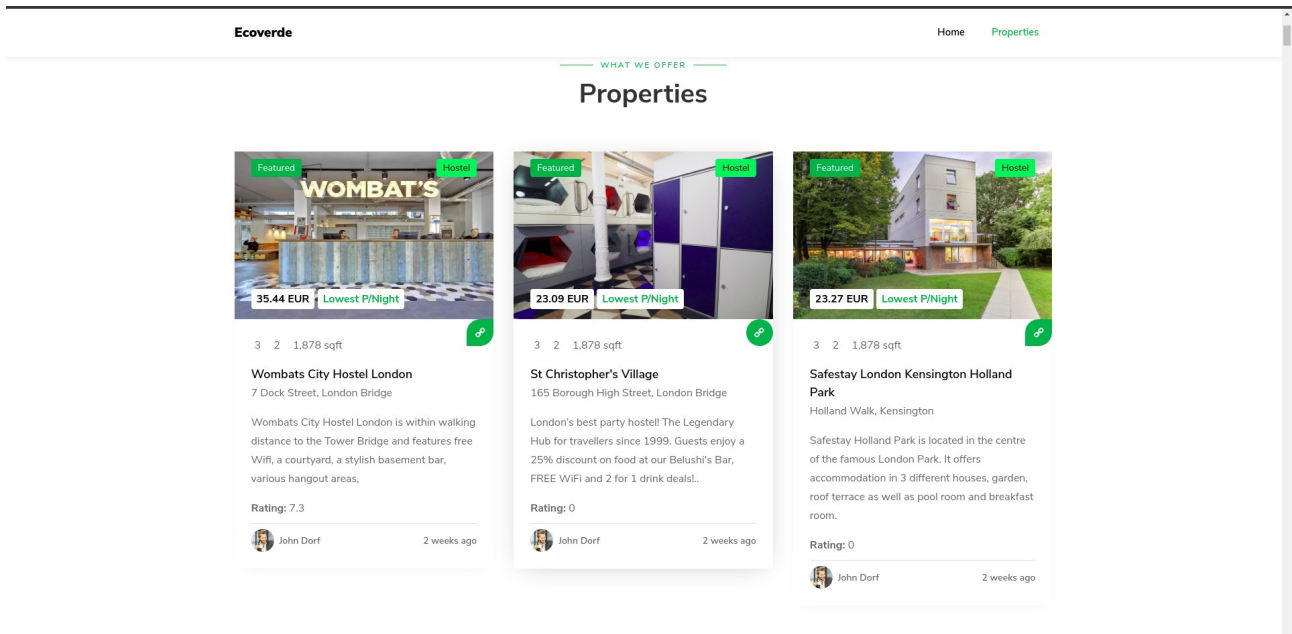 Ecoverde
Home
Properties
WHAT WE OFFER
Properties
Featured
Hostel
WOMBAT'S
35.44 EUR
Lowest P/Night
3 2 1,878 sqft
Wombats City Hostel London
7 Dock Street, London Bridge
Wombats City Hostel London is within walking
distance to the Tower Bridge and features free
Wifi, a courtyard, a stylish basement bar,
various hangout areas,
Rating: 7.3
John Dorf
2 weeks ago
Featured
Hostel
23.09 EUR
Lowest P/Night
3 2 1,878 sqft
St Christopher's Village
165 Borough High Street, London Bridge
London's best party hostel! The Legendary
Hub for travellers since 1999. Guests enjoy a
25% discount on food at our Belushi's Bar,
FREE WiFi and 2 for 1 drink deals!..
Rating: 0
John Dorf
2 weeks ago
Featured
Hostel
23.27 EUR
Lowest P/Night
3 2 1,878 sqft
Safestay London Kensington Holland
Park
Holland Walk, Kensington
Safestay Holland Park is located in the centre
of the famous London Park. It offers
accommodation in 3 different houses, garden,
roof terrace as well as pool room and breakfast
room.
Rating: 0
John Dorf
2 weeks ago